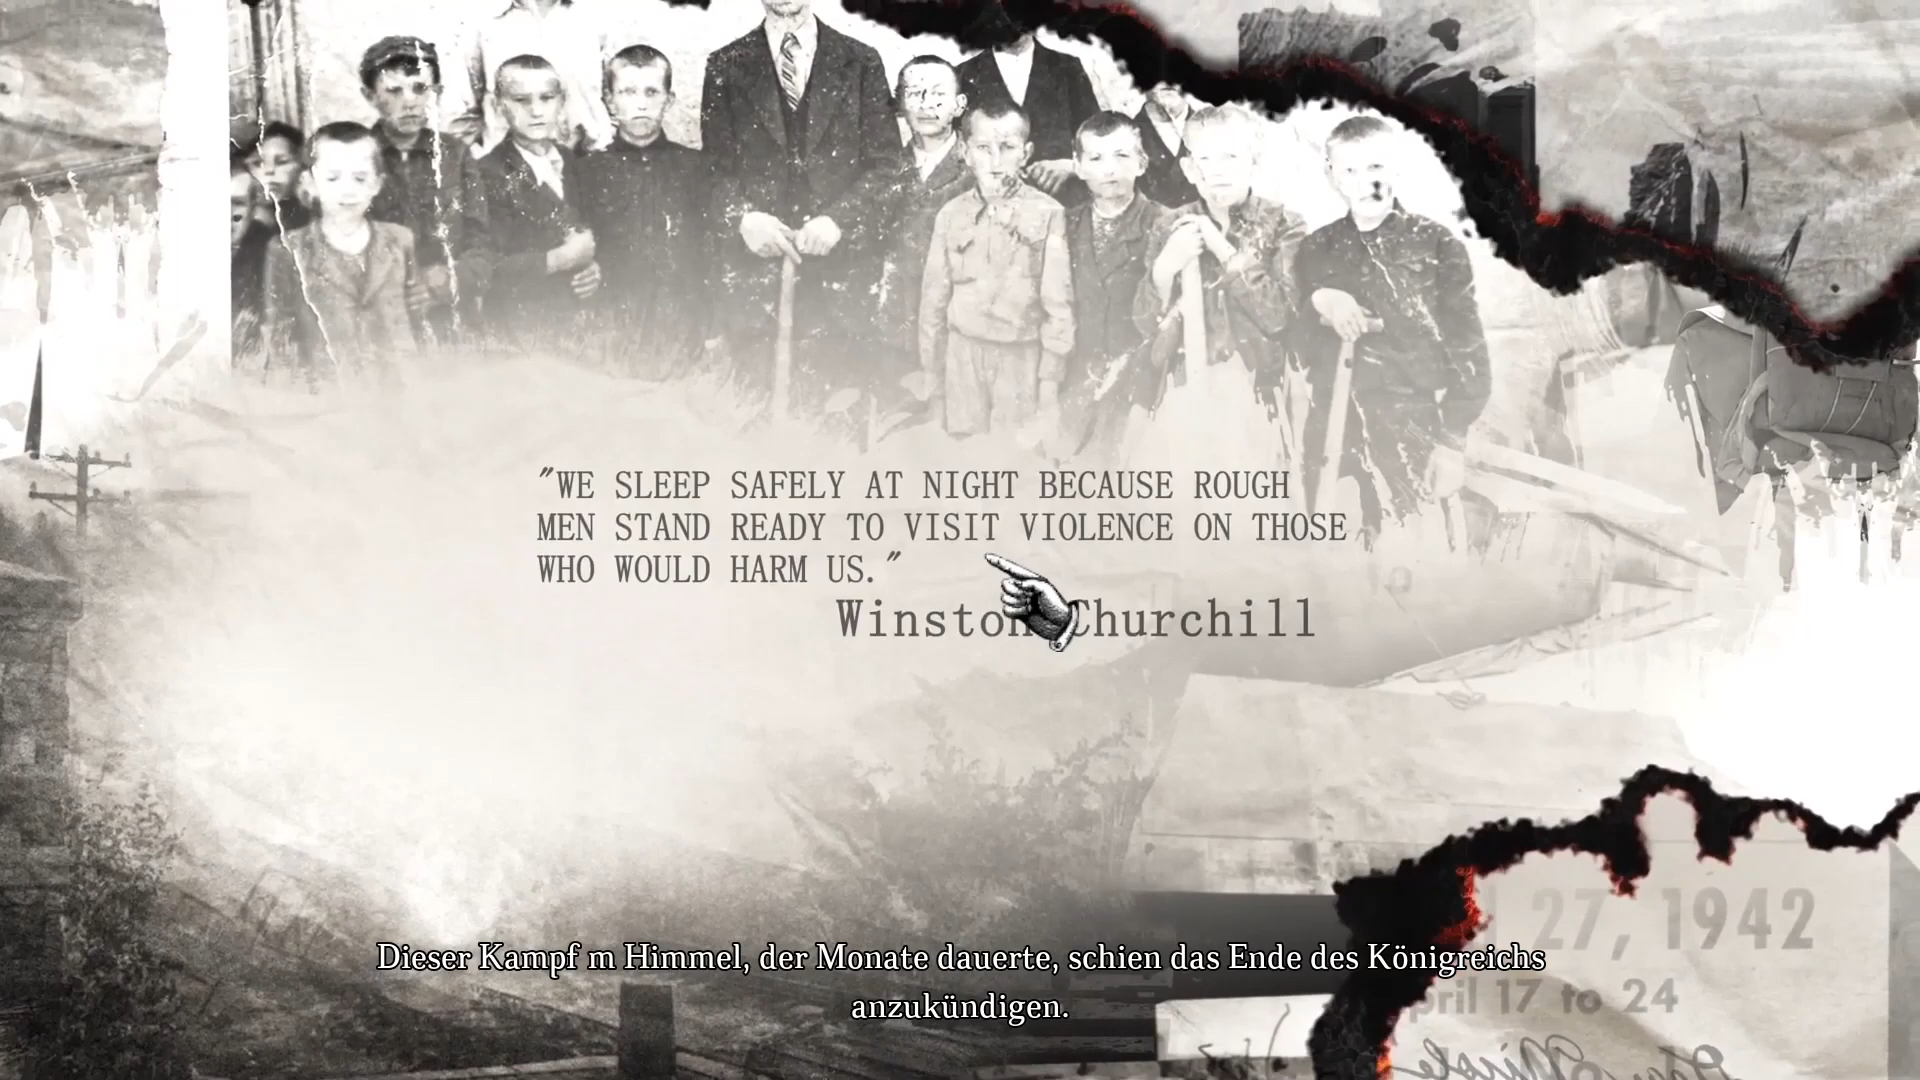 "WE SLEEP SAFELY AT NIGHT BECAUSE ROUGH
MEN STAND READY TO VISIT VIOLENCE ON THOSE
WHO WOULD HARM US."
Winston Churchill
27, 1942
pril 17 to 24
Dieser Kampf m Himmel, der Monate dauerte, schien das Ende des Königreichs
anzukündigen.